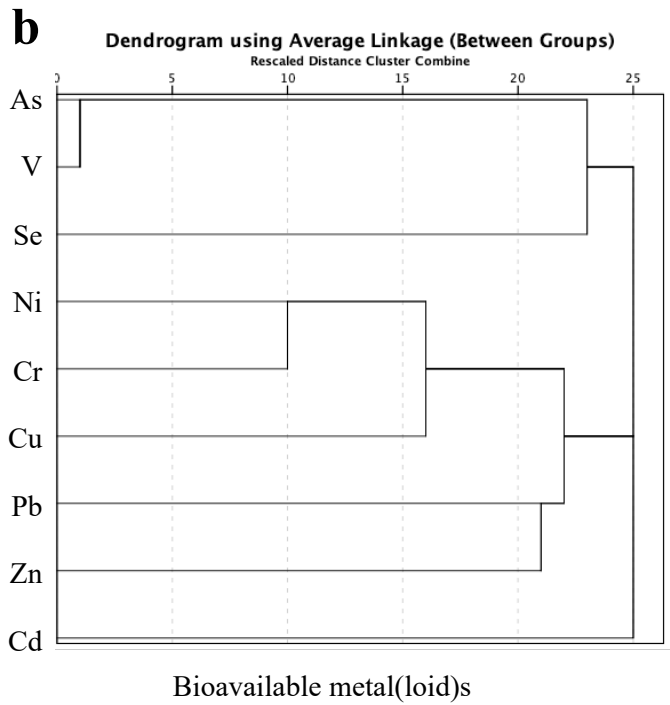 b
Dendrogram using Average Linkage (Between Groups)
Rescaled Distance Cluster Combine
0 5 10 15 20 25
As
V
Se
Ni
Cr
Cu
Pb
Zn
Cd
Bioavailable metal(loid)s